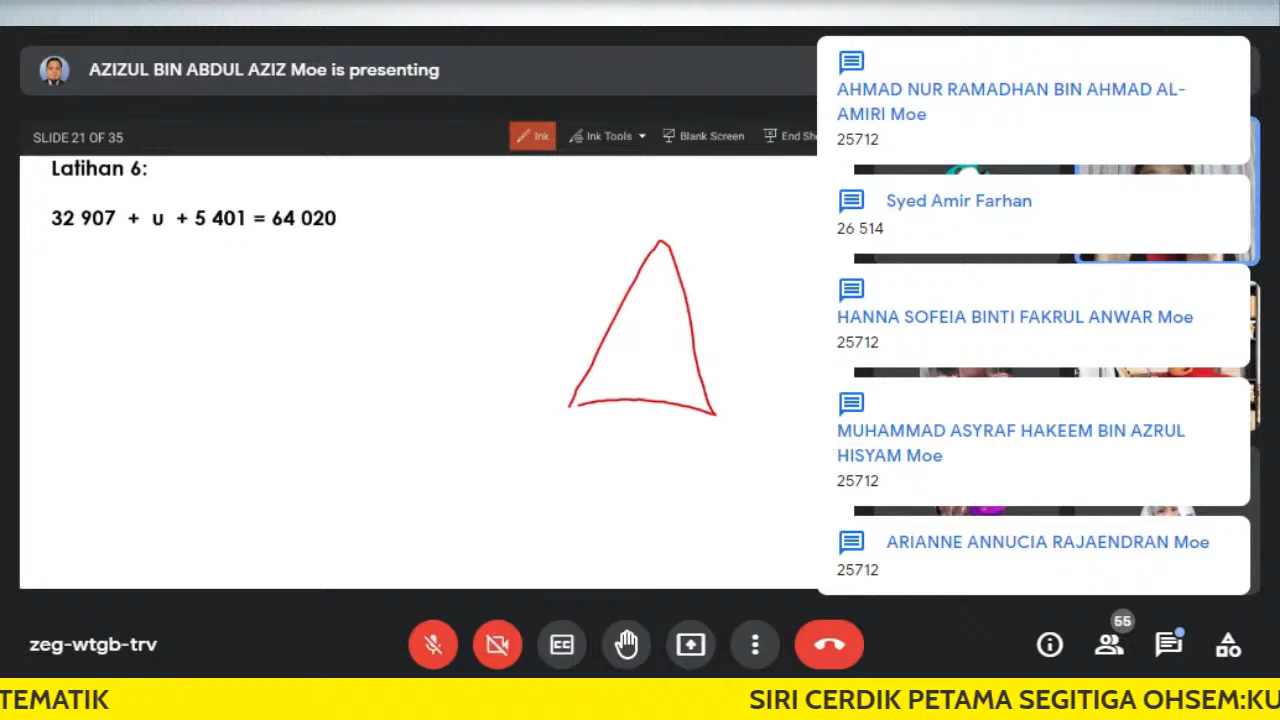 AZIZUL BIN ABDUL AZIZ Moe is presenting
SLIDE 21 OF 35
Ink
Ink Tools
Blank Screen
End Sh
Latihan 6:
32 907 + u + 5 401 = 64 020
AHMAD NUR RAMADHAN BIN AHMAD AL-
AMIRI Moe
25712
Syed Amir Farhan
26 514
HANNA SOFEIA BINTI FAKRUL ANWAR Moe
25712
MUHAMMAD ASYRAF HAKEEM BIN AZRUL
HISYAM Moe
25712
ARIANNE ANNUCIA RAJAENDRAN Moe
25712
zeg-wtgb-trv
CC
55
TEMATIK
SIRI CERDIK PETAMA SEGITIGA OHSEM:KU